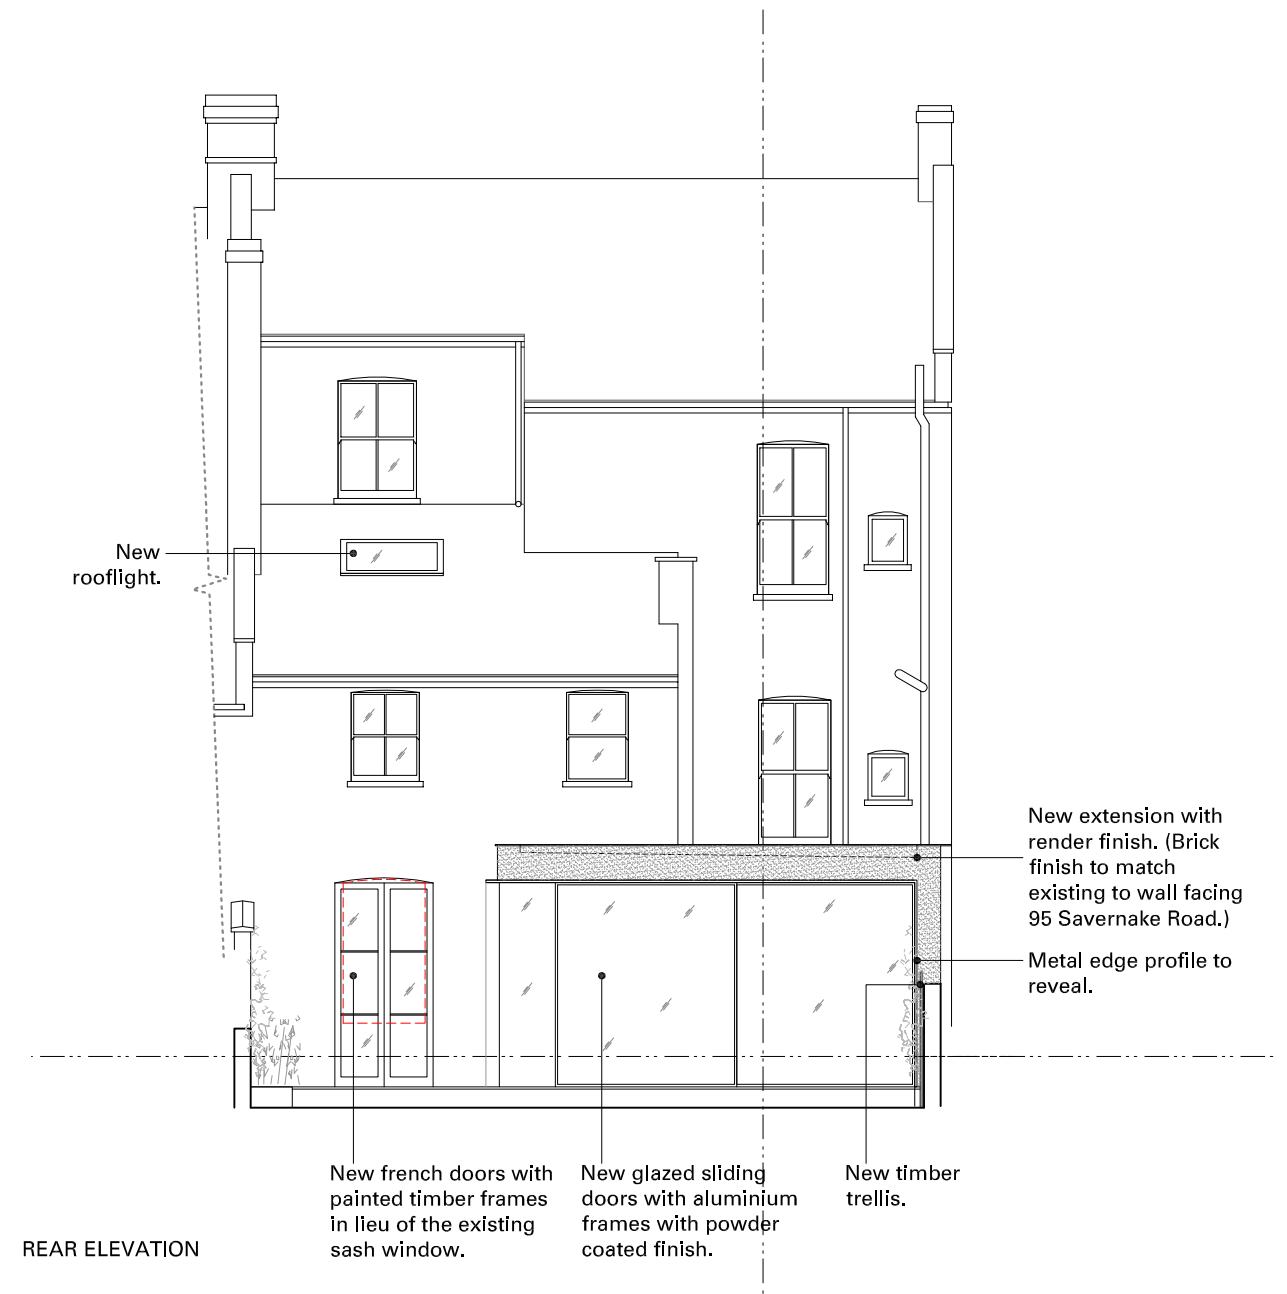 New
rooflight.
New extension with
render finish. (Brick
finish to match
existing to wall facing
95 Savernake Road.)
Metal edge profile to
reveal.
New french doors with
painted timber frames
in lieu of the existing
sash window.
New glazed sliding
doors with aluminium
frames with powder
coated finish.
New timber
trellis.
REAR ELEVATION